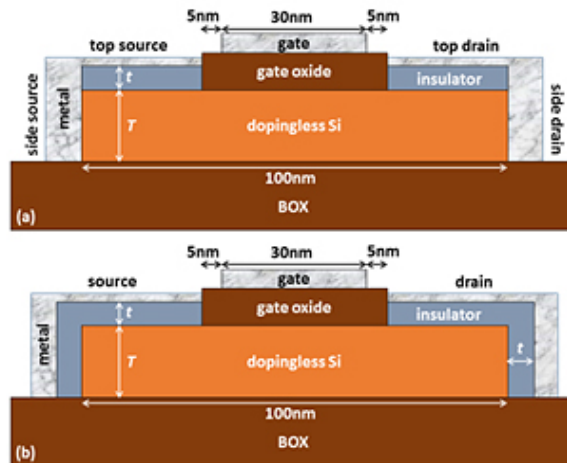 5nm 30nm 5nm
top source gate top drain
gate oxide
t insulator
side source metal side drain
T dopingless Si
100nm
(a) BOX
5nm 30nm 5nm
source gate drain
gate oxide
t insulator
metal t
T dopingless Si
100nm
(b) BOX